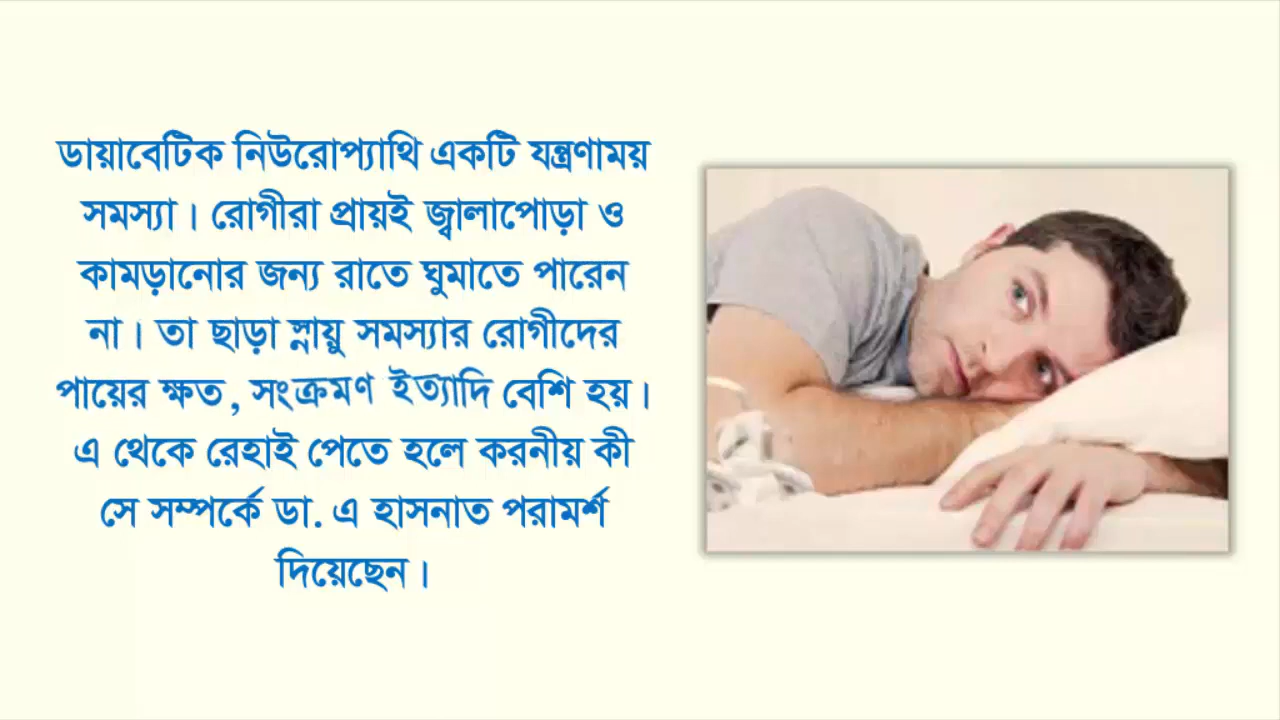 ডায়াবেটিক নিউরোপ্যাথি একটি যন্ত্রণাময়
সমস্যা। রোগীরা প্রায়ই জ্বালাপোড়া ও
কামড়ানোর জন্য রাতে ঘুমাতে পারেন
না। তা ছাড়া স্নায়ু সমস্যার রোগীদের
পায়ের ক্ষত, সংক্রমণ ইত্যাদি বেশি হয়।
এ থেকে রেহাই পেতে হলে করনীয় কী
সে সম্পর্কে ডা. এ হাসনাত পরামর্শ
দিয়েছেন।